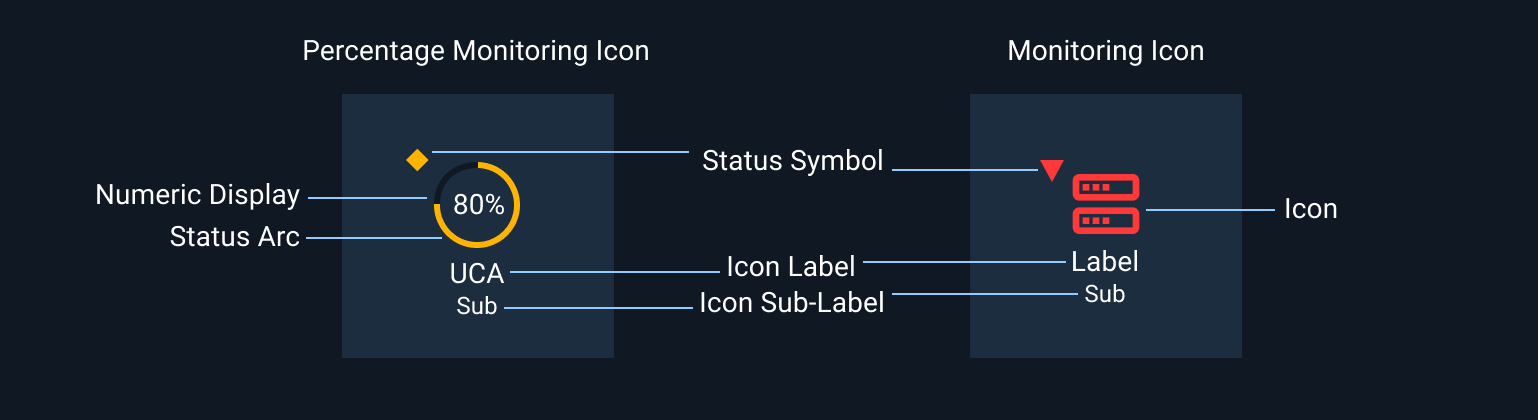 Percentage Monitoring Icon
Monitoring Icon
Status Symbol
Numeric Display
80%
Icon
Status Arc
UCA
Icon Label
Label
Sub
Icon Sub-Label
Sub